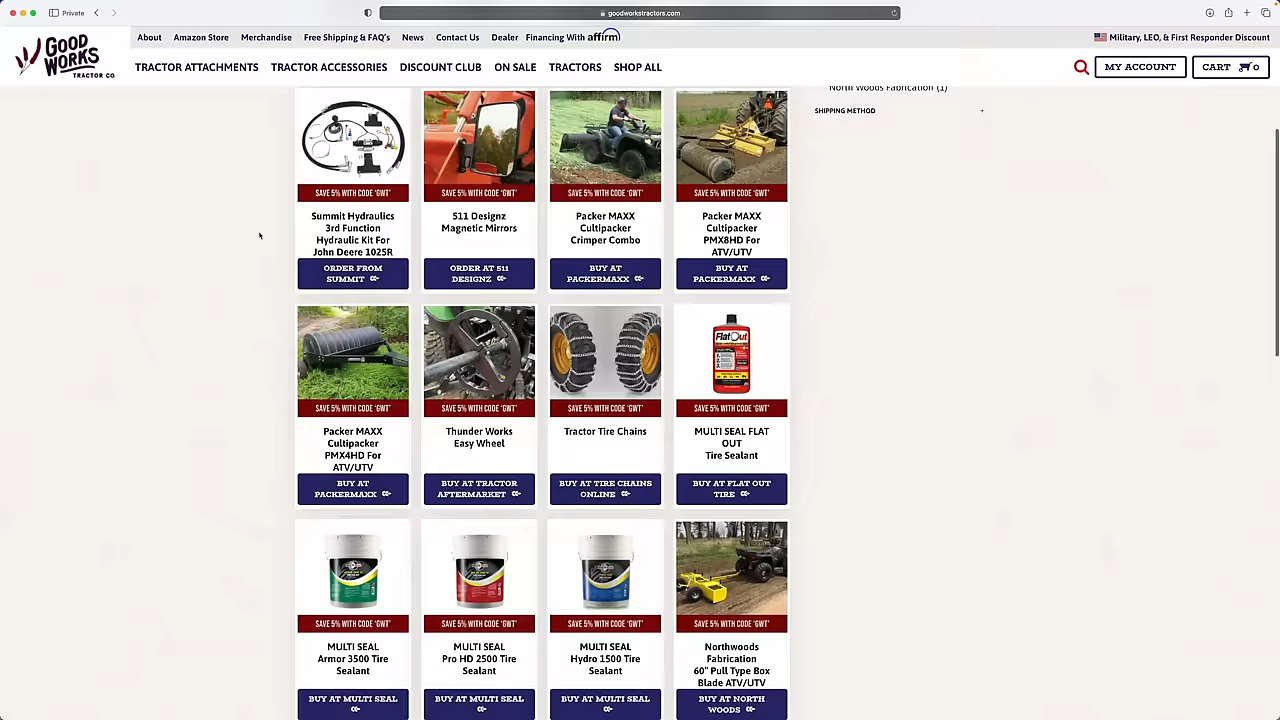 Private
goodworkstractors.com
GOOD
WORKS
TRACTOR CO.
About Amazon Store Merchandise Free Shipping & FAQ's News Contact Us Dealer Financing With affirm
Military, LEO, & First Responder Discount
TRACTOR ATTACHMENTS TRACTOR ACCESSORIES DISCOUNT CLUB ON SALE TRACTORS SHOP ALL
MY ACCOUNT
CART 0
North Woods Fabrication (1)
SHIPPING METHOD +
SAVE 5% WITH CODE 'GWT'
Summit Hydraulics
3rd Function
Hydraulic Kit For
John Deere 1025R
ORDER FROM
SUMMIT
SAVE 5% WITH CODE 'GWT'
511 Designz
Magnetic Mirrors
ORDER AT 511
DESIGNZ
SAVE 5% WITH CODE 'GWT'
Packer MAXX
Cultipacker
Crimper Combo
BUY AT
PACKERMAXX
SAVE 5% WITH CODE 'GWT'
Packer MAXX
Cultipacker
PMX8HD For
ATV/UTV
BUY AT
PACKERMAXX
SAVE 5% WITH CODE 'GWT'
Packer MAXX
Cultipacker
PMX4HD For
ATV/UTV
BUY AT
PACKERMAXX
SAVE 5% WITH CODE 'GWT'
Thunder Works
Easy Wheel
BUY AT TRACTOR
AFTERMARKET
SAVE 5% WITH CODE 'GWT'
Tractor Tire Chains
BUY AT TIRE CHAINS
ONLINE
FlatOut
SAVE 5% WITH CODE 'GWT'
MULTI SEAL FLAT
OUT
Tire Sealant
BUY AT FLAT OUT
TIRE
SAVE 5% WITH CODE 'GWT'
MULTI SEAL
Armor 3500 Tire
Sealant
BUY AT MULTI SEAL
SAVE 5% WITH CODE 'GWT'
MULTI SEAL
Pro HD 2500 Tire
Sealant
BUY AT MULTI SEAL
SAVE 5% WITH CODE 'GWT'
MULTI SEAL
Hydro 1500 Tire
Sealant
BUY AT MULTI SEAL
SAVE 5% WITH CODE 'GWT'
Northwoods
Fabrication
60" Pull Type Box
Blade ATV/UTV
BUY AT NORTH
WOODS